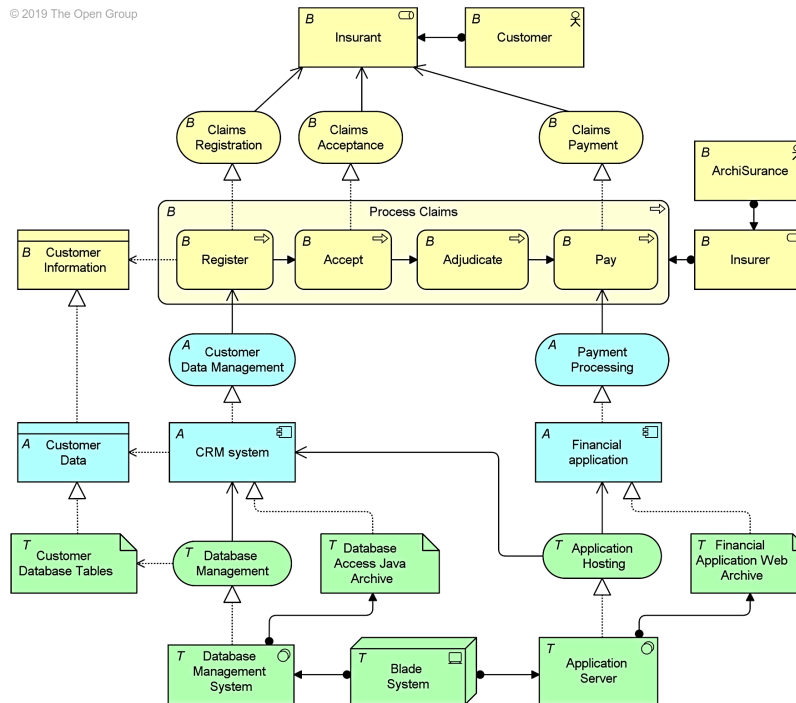 © 2019 The Open Group
B
Insurant
B
Customer
B
Claims
Registration
B
Claims
Acceptance
B
Claims
Payment
B
ArchiSurance
B
Process Claims
B
Customer
Information
B
Register
B
Accept
B
Adjudicate
B
Pay
B
Insurer
A
Customer
Data Management
A
Payment
Processing
A
Customer
Data
A
CRM system
A
Financial
application
T
Customer
Database Tables
T
Database
Management
T
Database
Access Java
Archive
T
Application
Hosting
T
Financial
Application Web
Archive
T
Database
Management
System
T
Blade
System
T
Application
Server